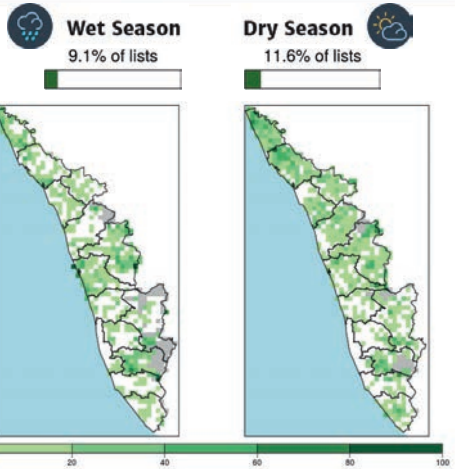 Wet Season
9.1% of lists
Dry Season
11.6% of lists
20 40 60 80 100